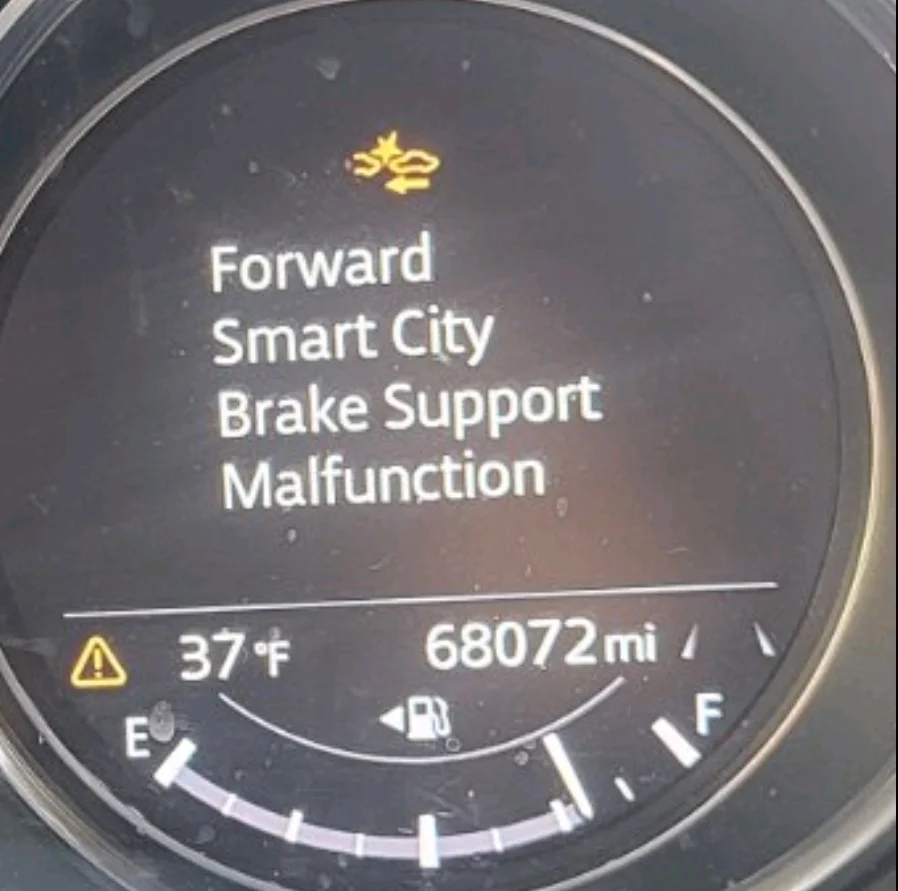 Forward
Smart City
Brake Support
Malfunction
37°F 68072mi
E F